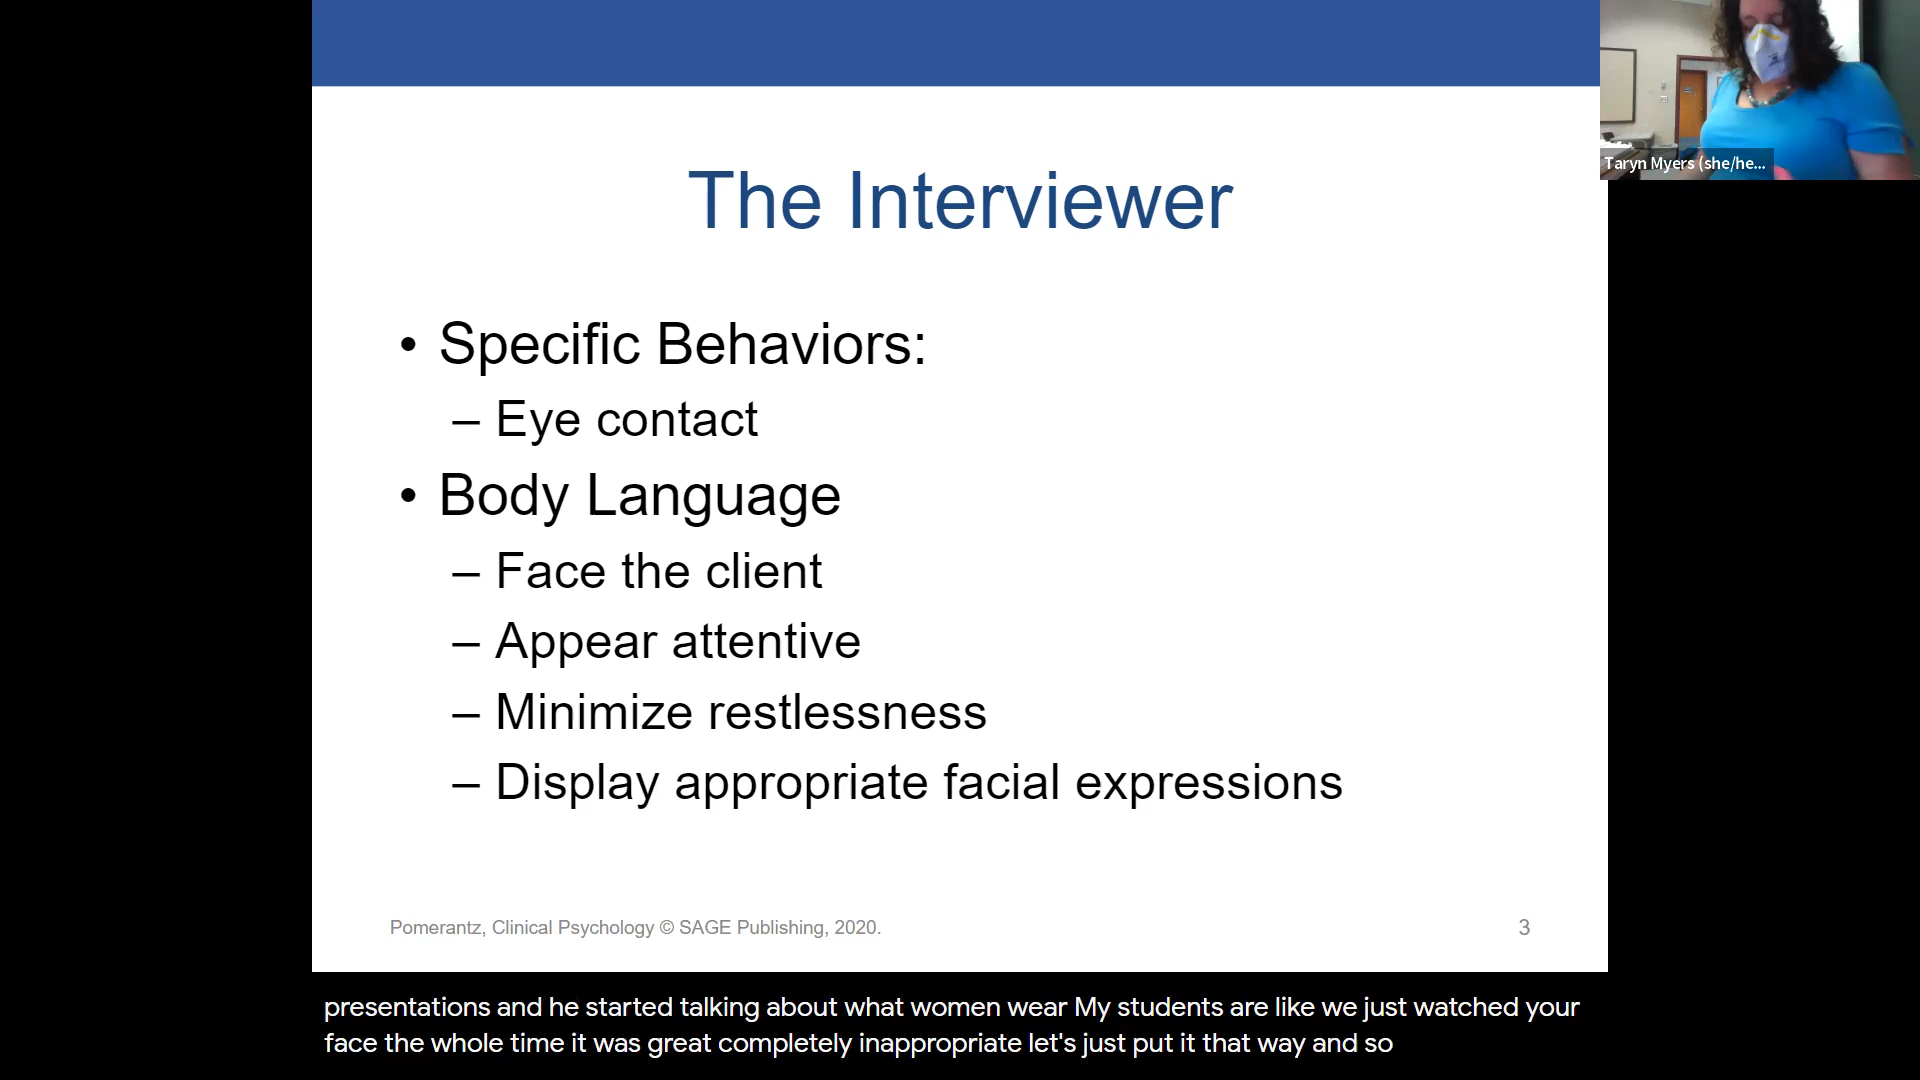 The Interviewer
• Specific Behaviors:
– Eye contact
• Body Language
– Face the client
– Appear attentive
– Minimize restlessness
– Display appropriate facial expressions
Pomerantz, Clinical Psychology © SAGE Publishing, 2020.
3
Taryn Myers (she/he...
presentations and he started talking about what women wear My students are like we just watched your
face the whole time it was great completely inappropriate let's just put it that way and so